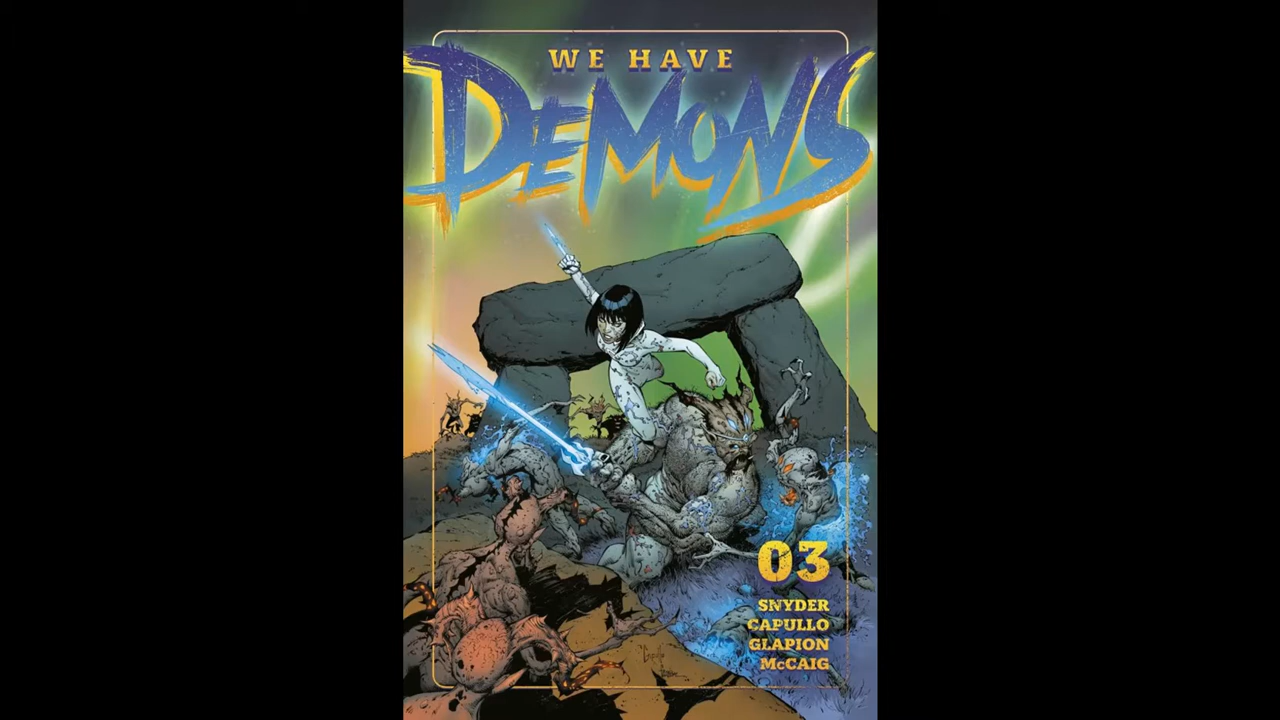 WE HAVE
DEMONS
03
SNYDER
CAPULLO
GLAPION
McCAIG